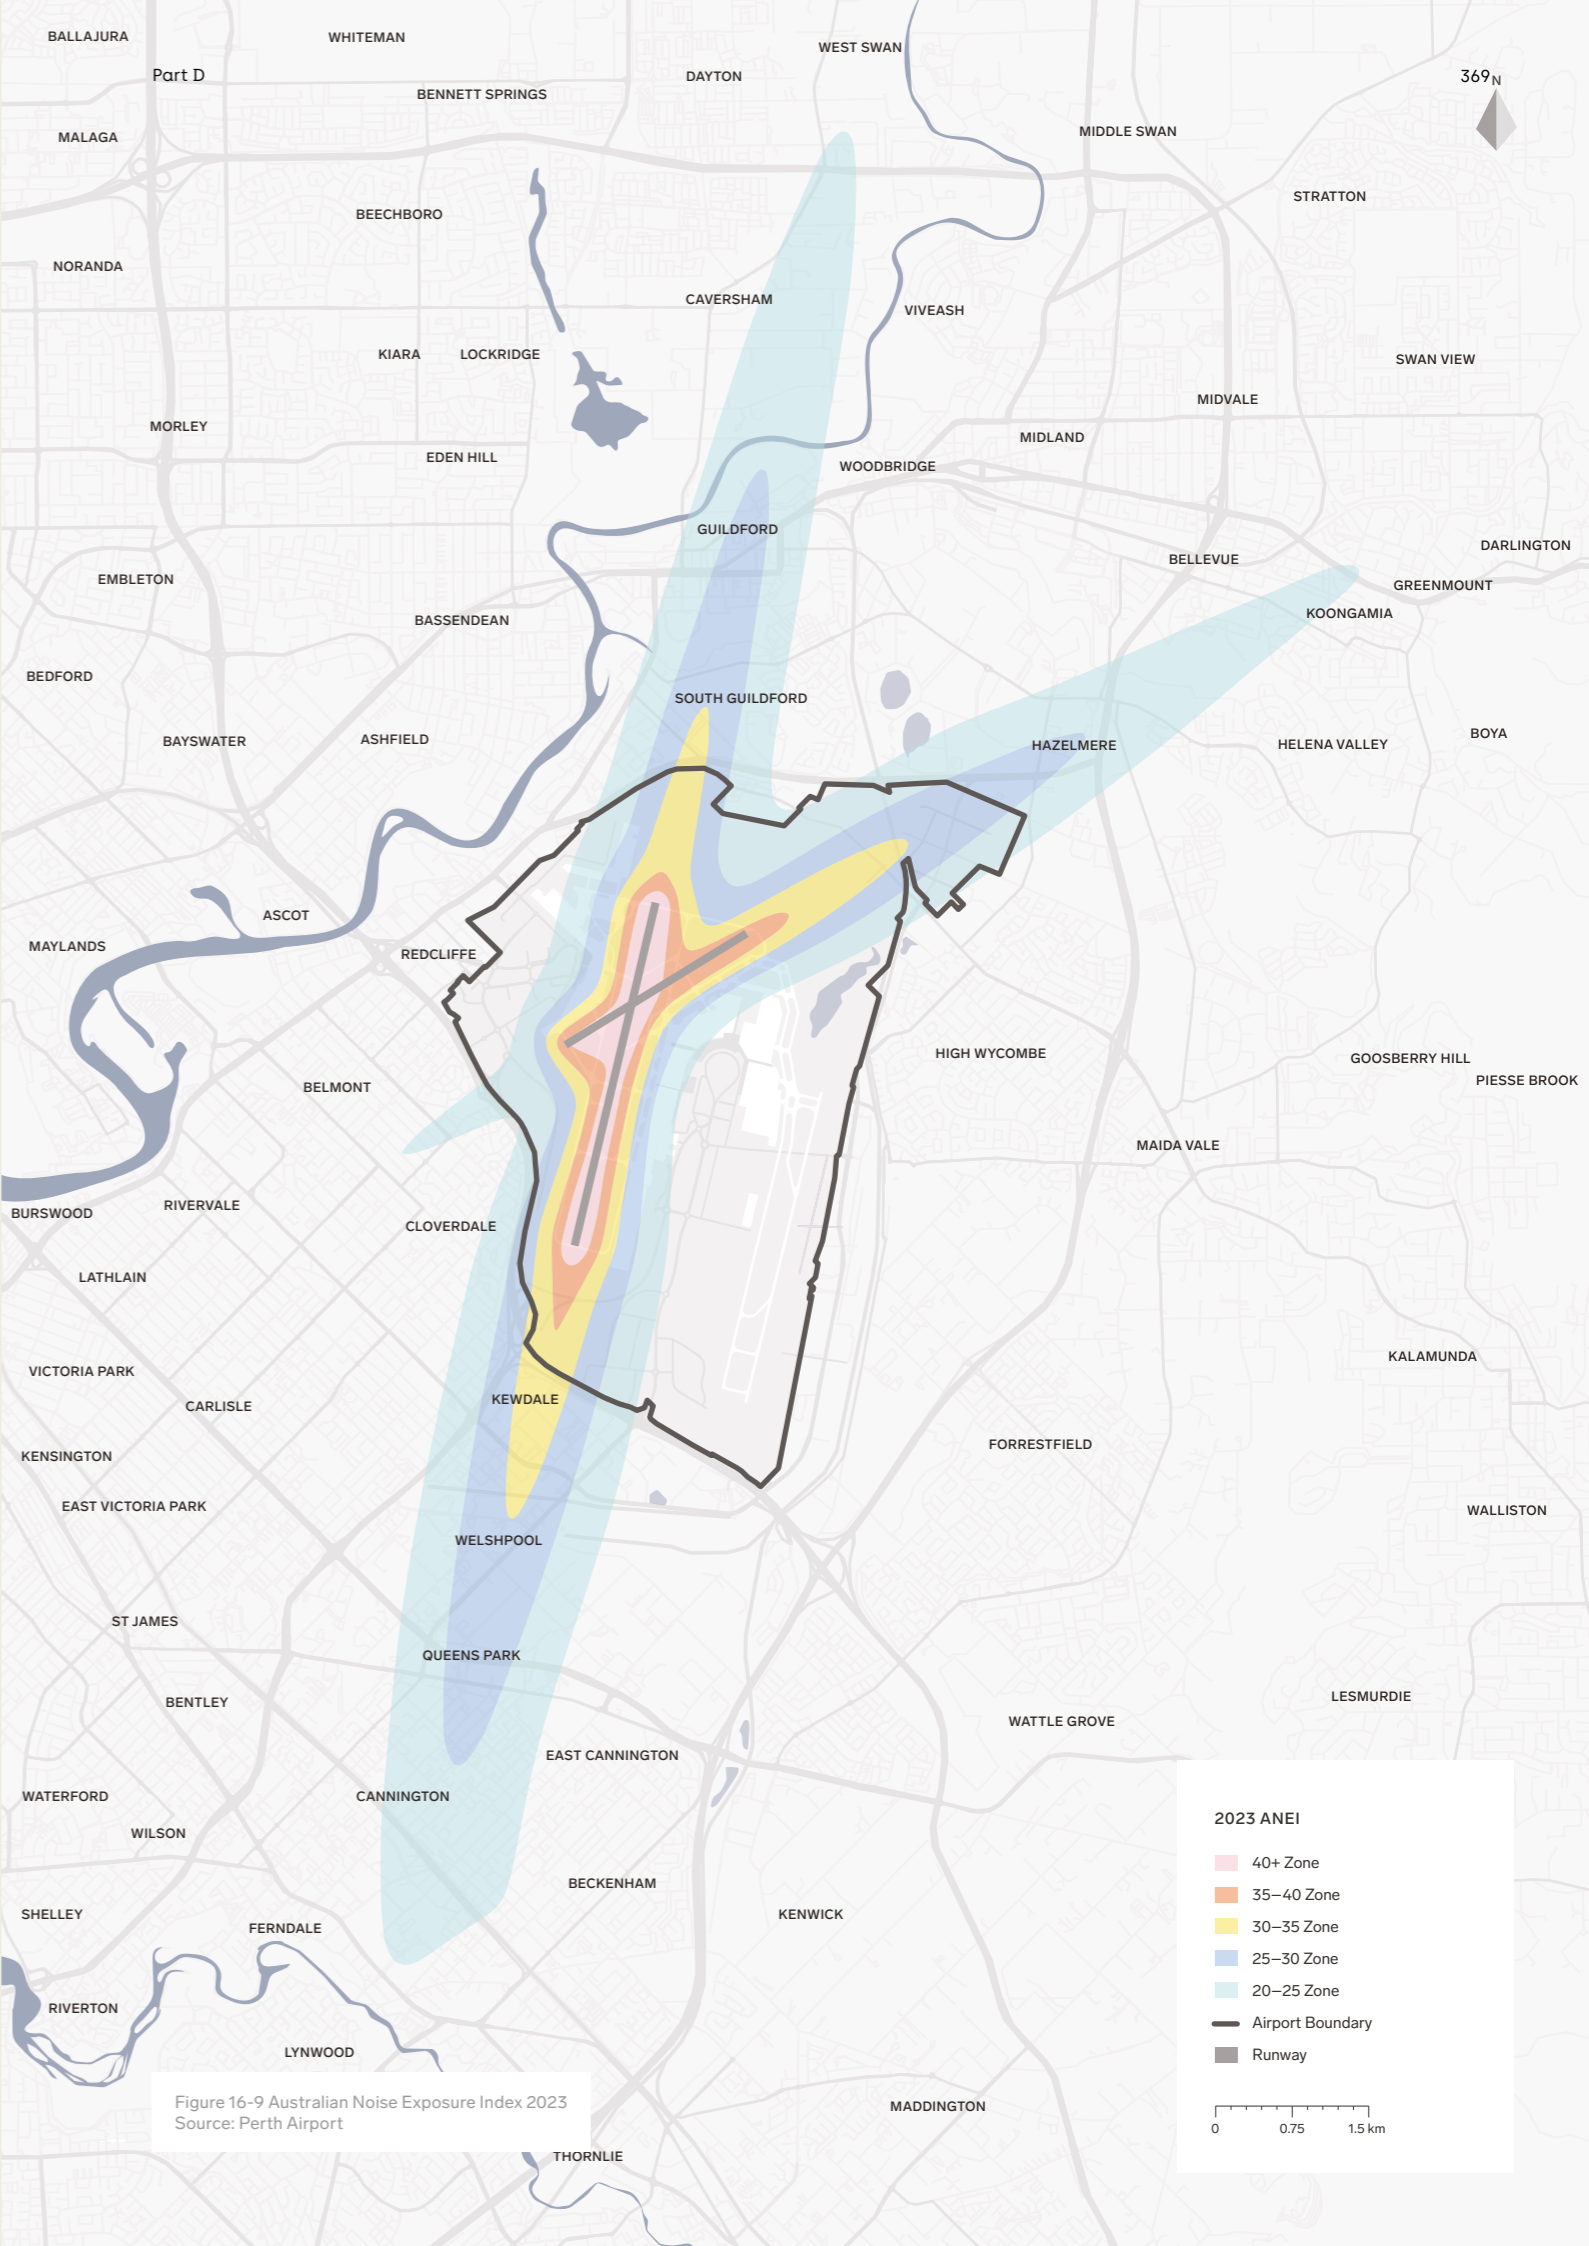 BALLAJURA
WHITEMAN
WEST SWAN
Part D
DAYTON
369
N
BENNETT SPRINGS
MALAGA
MIDDLE SWAN
STRATTON
BEECHBORO
NORANDA
CAVERSHAM
VIVEASH
KIARA
LOCKRIDGE
SWAN VIEW
MIDVALE
MORLEY
MIDLAND
EDEN HILL
WOODBRIDGE
GUILDFORD
DARLINGTON
BELLEVUE
EMBLETON
GREENMOUNT
KOONGAMIA
BASSENDEAN
BEDFORD
SOUTH GUILDFORD
BOYA
BAYSWATER
ASHFIELD
HAZELMERE
HELENA VALLEY
ASCOT
MAYLANDS
REDCLIFFE
HIGH WYCOMBE
GOOSBERRY HILL
PIESSE BROOK
BELMONT
MAIDA VALE
RIVERVALE
BURSWOOD
CLOVERDALE
LATHLAIN
KALAMUNDA
VICTORIA PARK
KEWDALE
CARLISLE
FORRESTFIELD
KENSINGTON
EAST VICTORIA PARK
WALLISTON
WELSHPOOL
ST JAMES
QUEENS PARK
LESMURDIE
BENTLEY
WATTLE GROVE
EAST CANNINGTON
WATERFORD
CANNINGTON
WILSON
BECKENHAM
SHELLEY
KENWICK
FERNDALE
RIVERTON
LYNWOOD
MADDINGTON
THORNLIE
2023 ANEI
40+ Zone
35–40 Zone
30–35 Zone
25–30 Zone
20–25 Zone
Airport Boundary
Runway
0 0.75 1.5 km
Figure 16-9 Australian Noise Exposure Index 2023
Source: Perth Airport